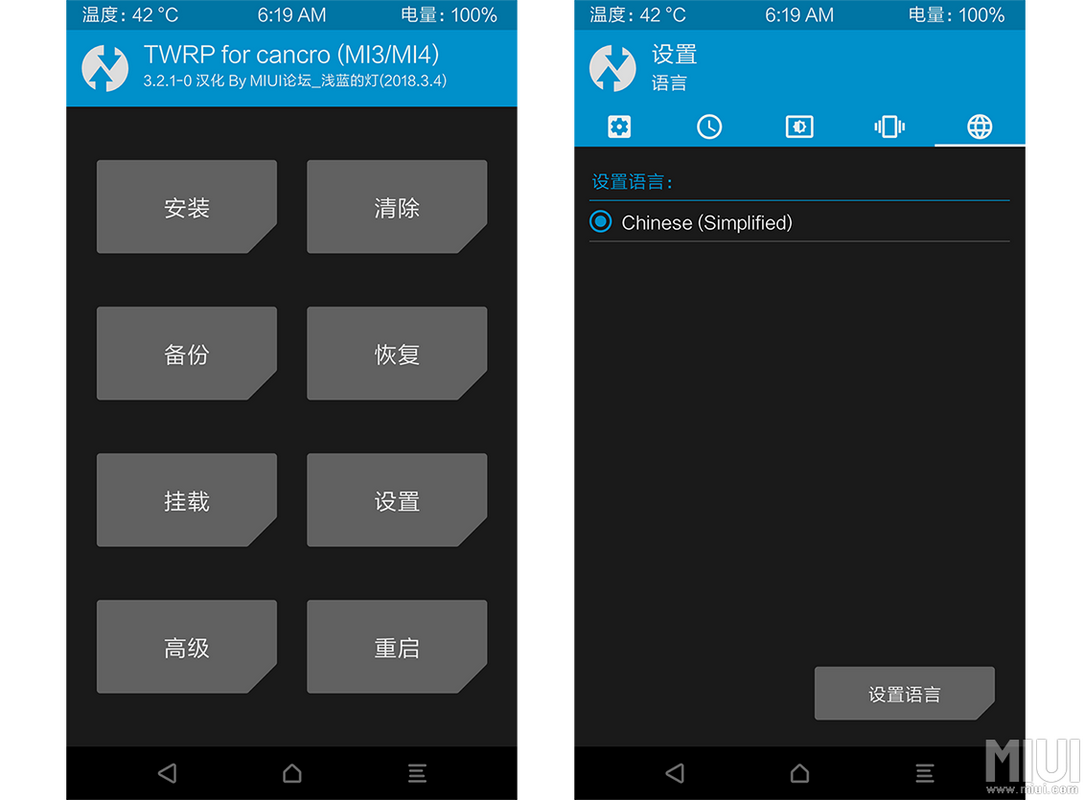 温度: 42 °C 6:19 AM 电量: 100%
TWRP for cancro (MI3/MI4)
3.2.1-0 汉化 By MIUI论坛_浅蓝的灯(2018.3.4)
安装 清除
备份 恢复
挂载 设置
高级 重启
温度: 42 °C 6:19 AM 电量: 100%
设置
语言
设置语言:
Chinese (Simplified)
设置语言
MIUI
www.miui.com